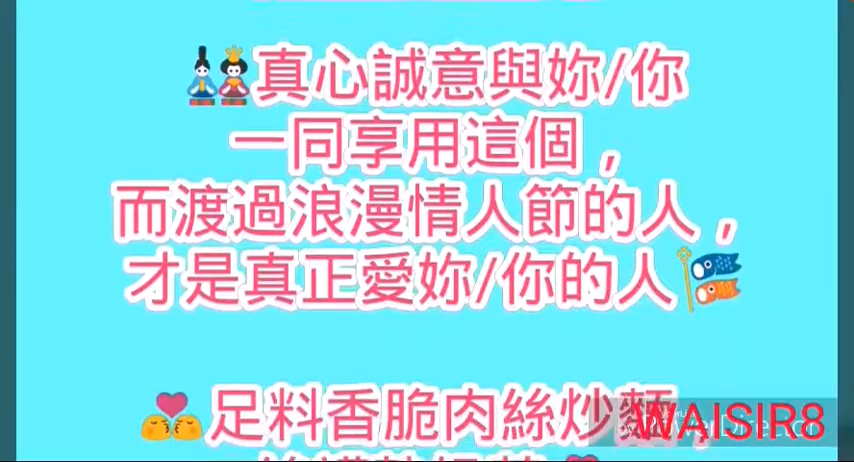 真心誠意與妳/你
一同享用這個，
而渡過浪漫情人節的人，
才是真正愛妳/你的人
足料香脆肉絲炒麵
WAISIR8